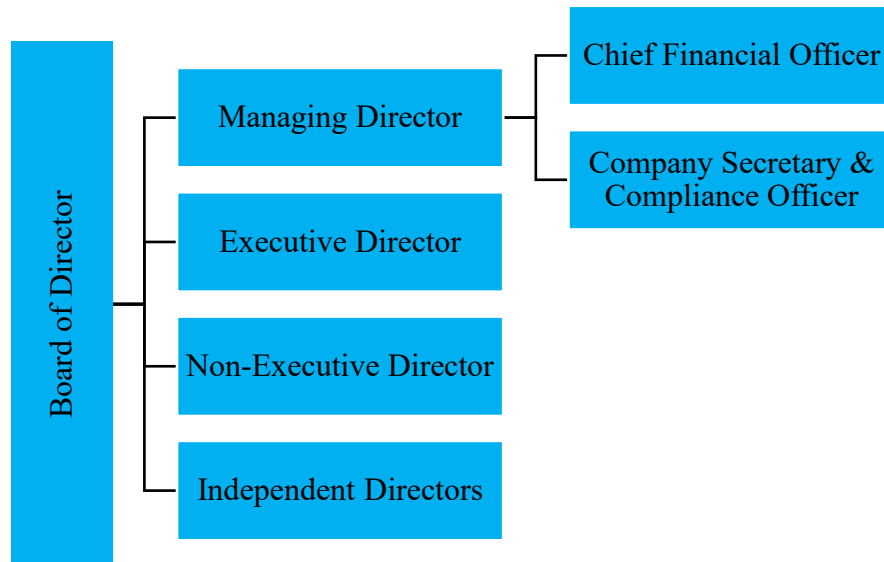 Board of Director
Managing Director
Chief Financial Officer
Company Secretary &
Compliance Officer
Executive Director
Non-Executive Director
Independent Directors